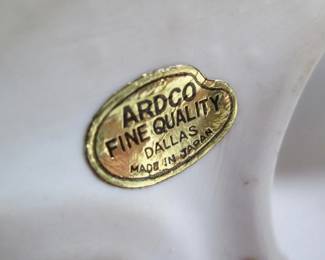 ARDCO
FINE QUALITY
DALLAS
MADE IN JAPAN